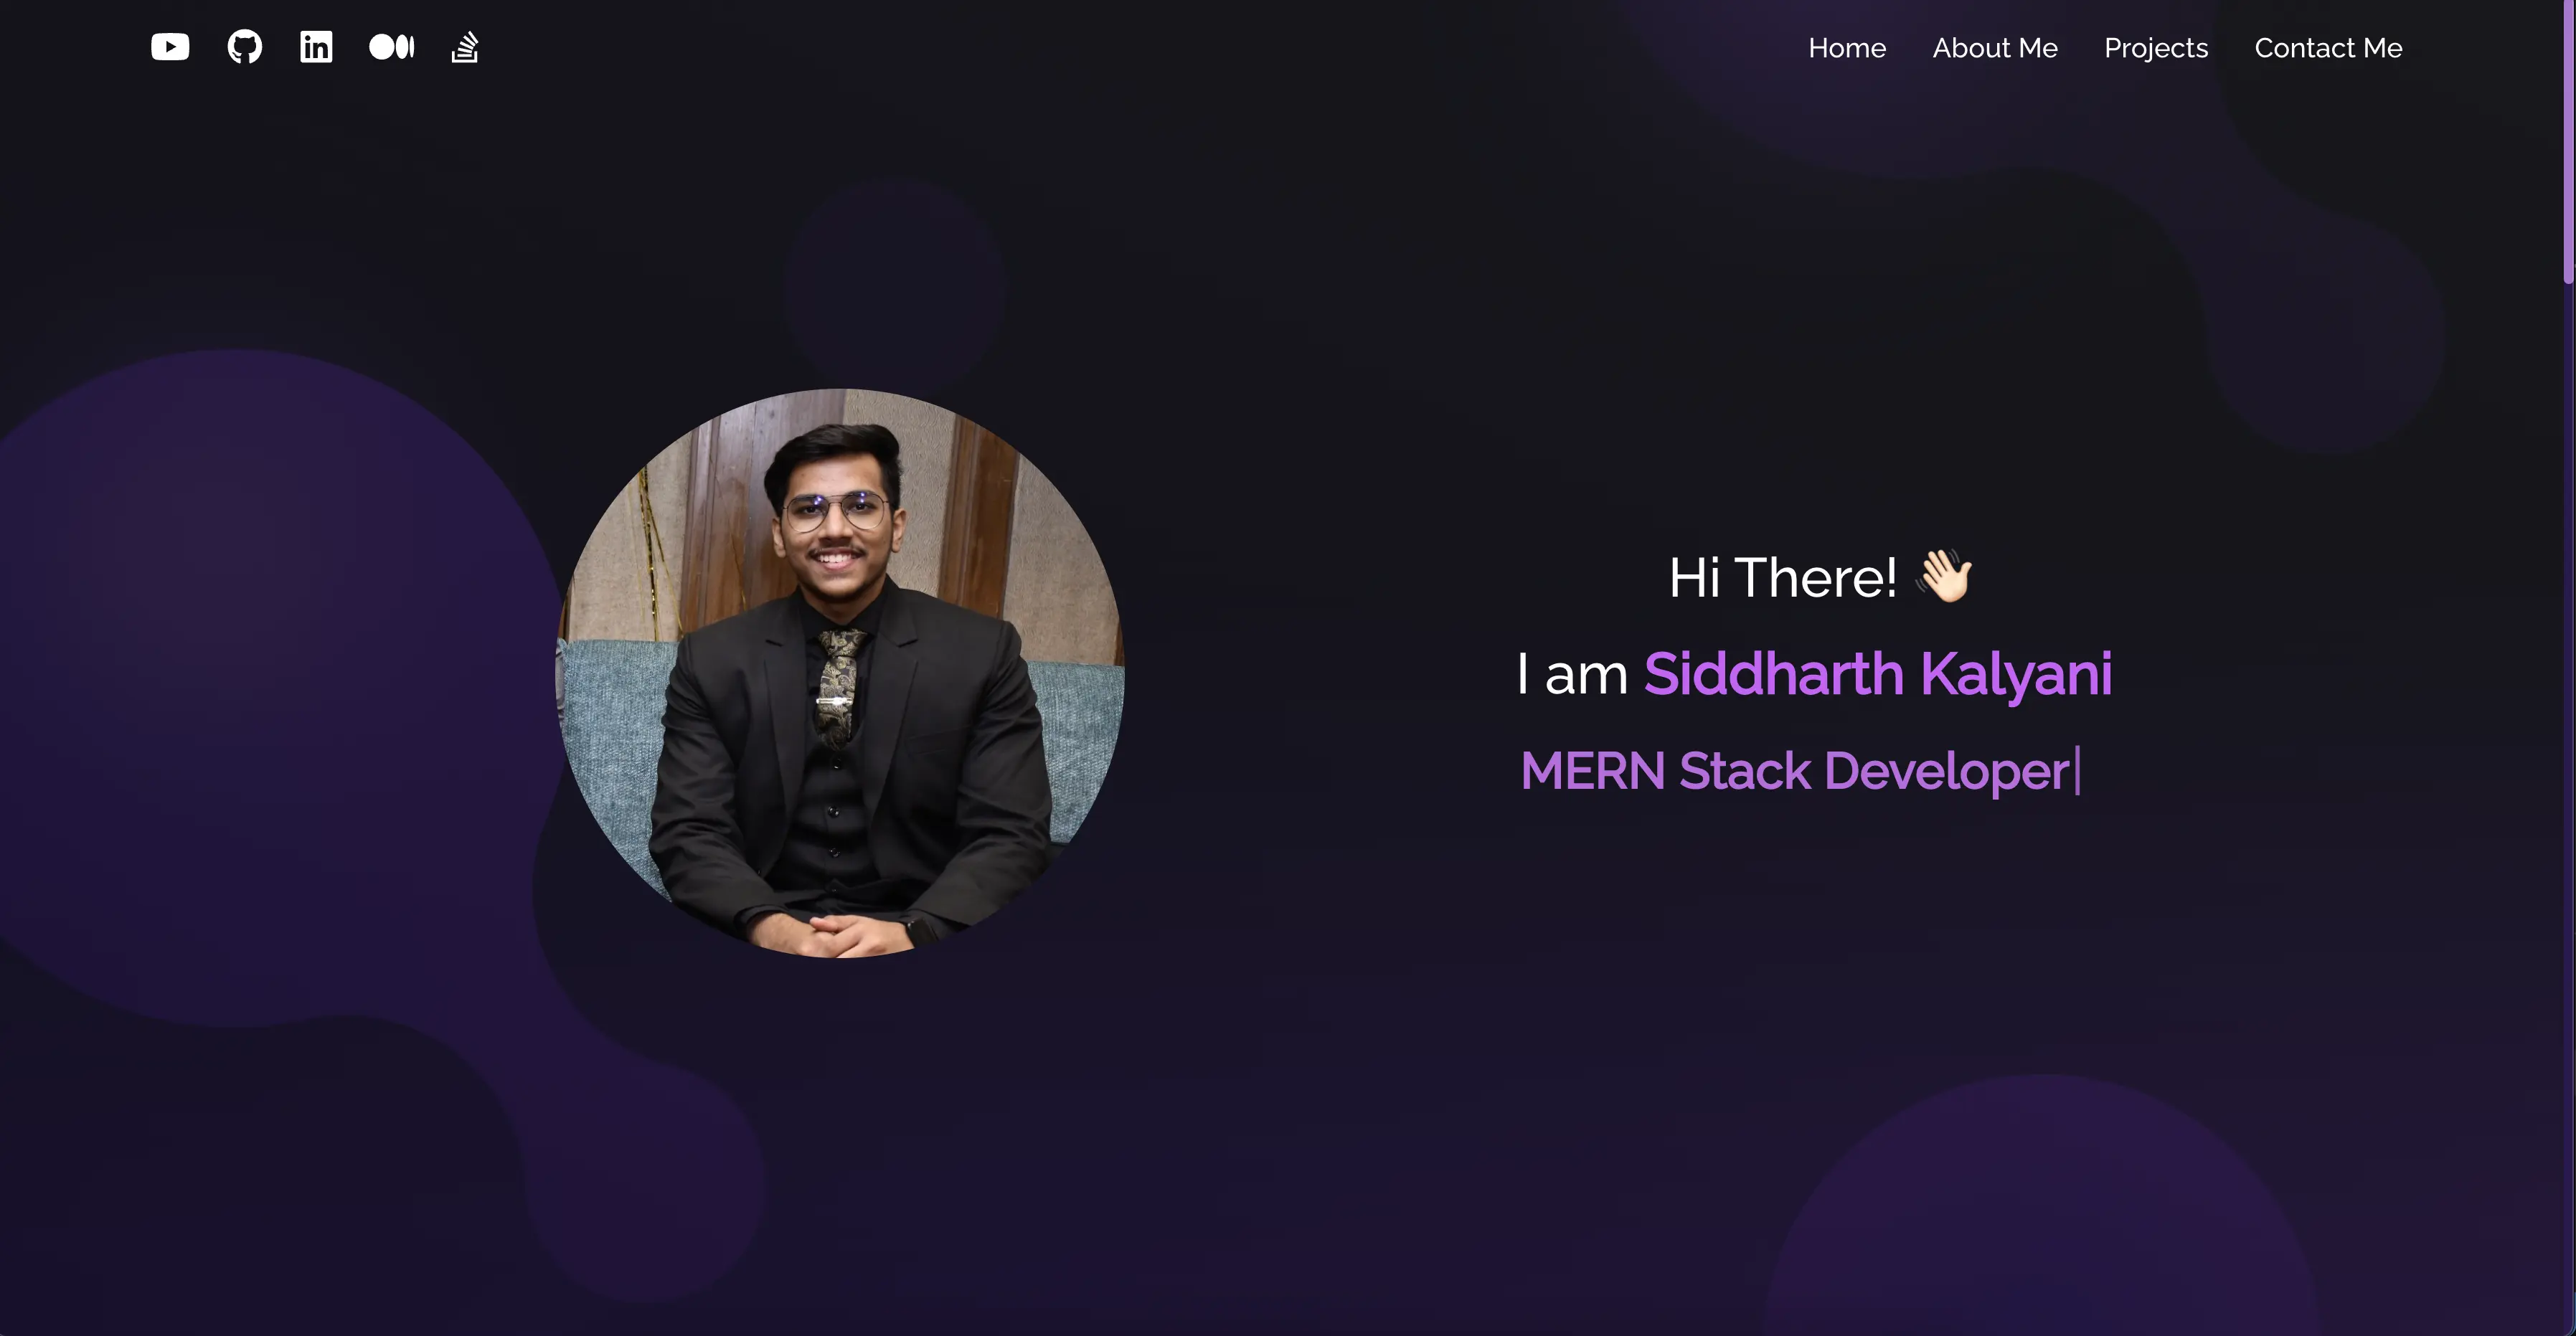 Home About Me Projects Contact Me
Hi There! 👋🏻
I am Siddharth Kalyani
MERN Stack Developer|